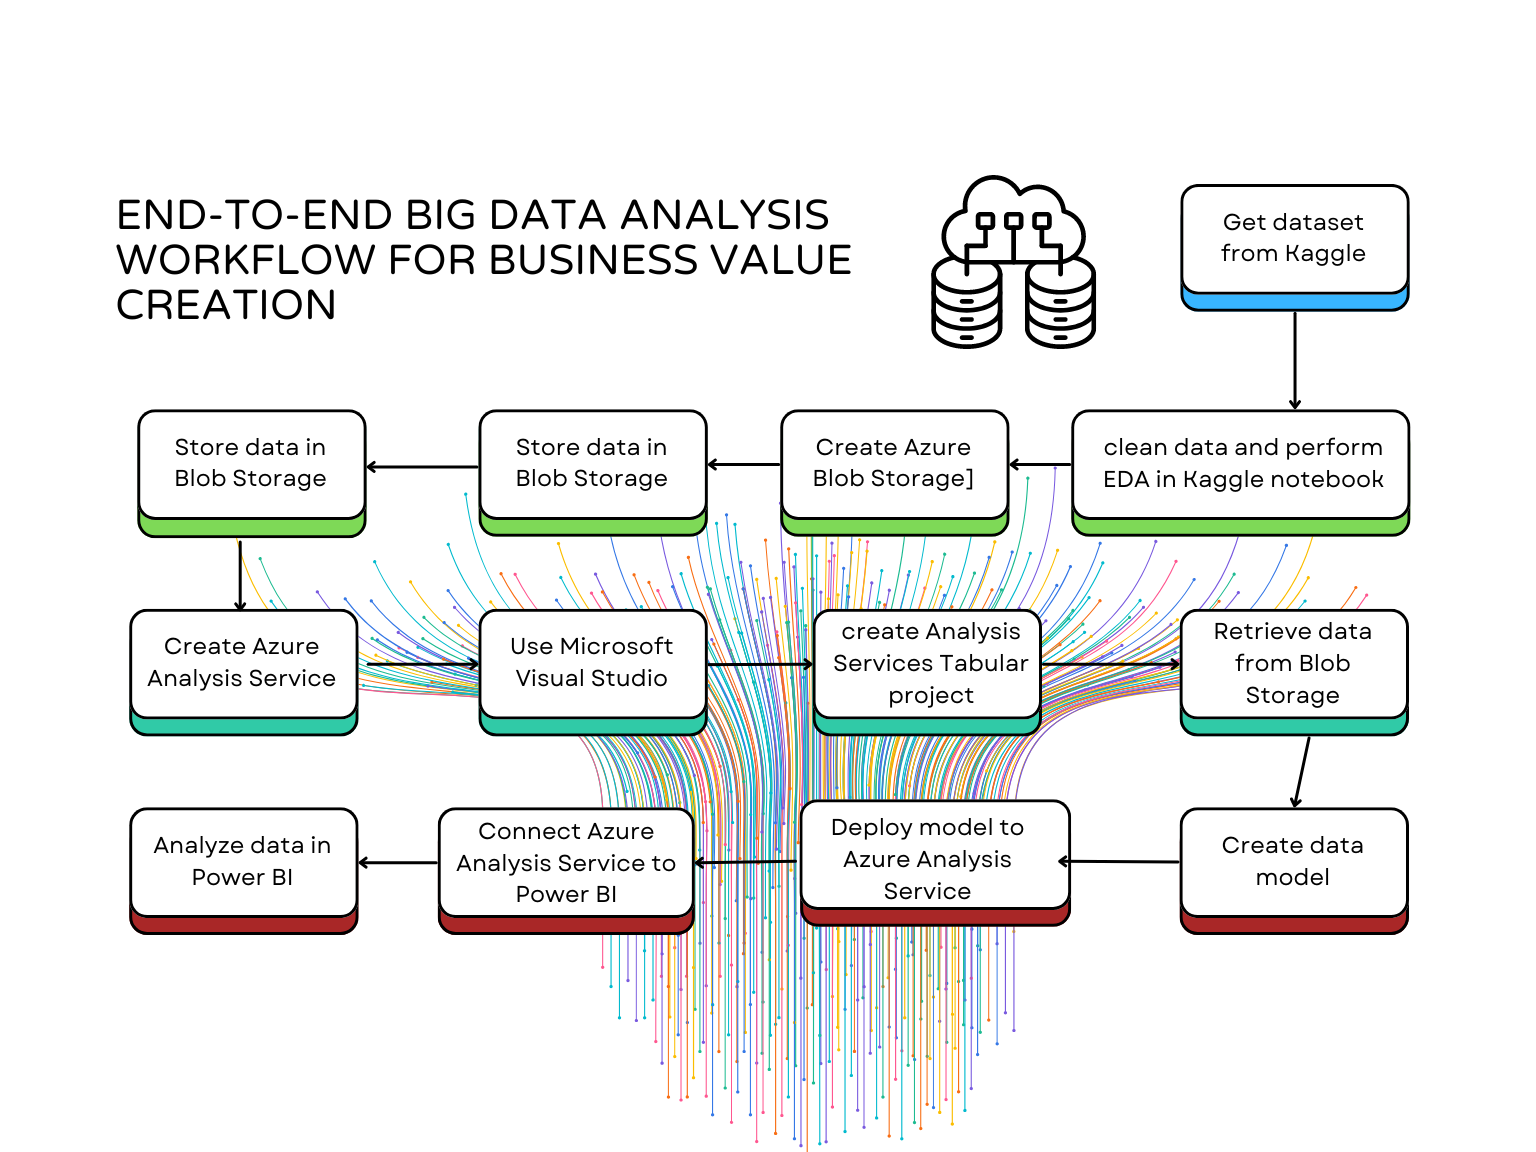 END-TO-END BIG DATA ANALYSIS
WORKFLOW FOR BUSINESS VALUE
CREATION
Get dataset
from Kaggle
clean data and perform
EDA in Kaggle notebook
Create Azure
Blob Storage]
Store data in
Blob Storage
Store data in
Blob Storage
Create Azure
Analysis Service
Use Microsoft
Visual Studio
create Analysis
Services Tabular
project
Retrieve data
from Blob
Storage
Create data
model
Deploy model to
Azure Analysis
Service
Connect Azure
Analysis Service to
Power BI
Analyze data in
Power BI